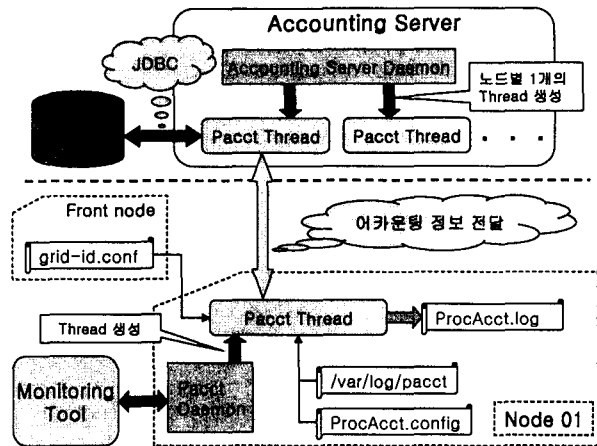 Accounting Server
JDBC
Accounting Server Daemon
노드별 1개의
Thread 생성
Pacct Thread
Pacct Thread
. . .
Front node
grid-id.conf
어카운팅 정보 전달
Pacct Thread
ProcAcct.log
Thread 생성
Monitoring
Tool
Pacct
Daemon
/var/log/pacct
ProcAcct.config
Node 01